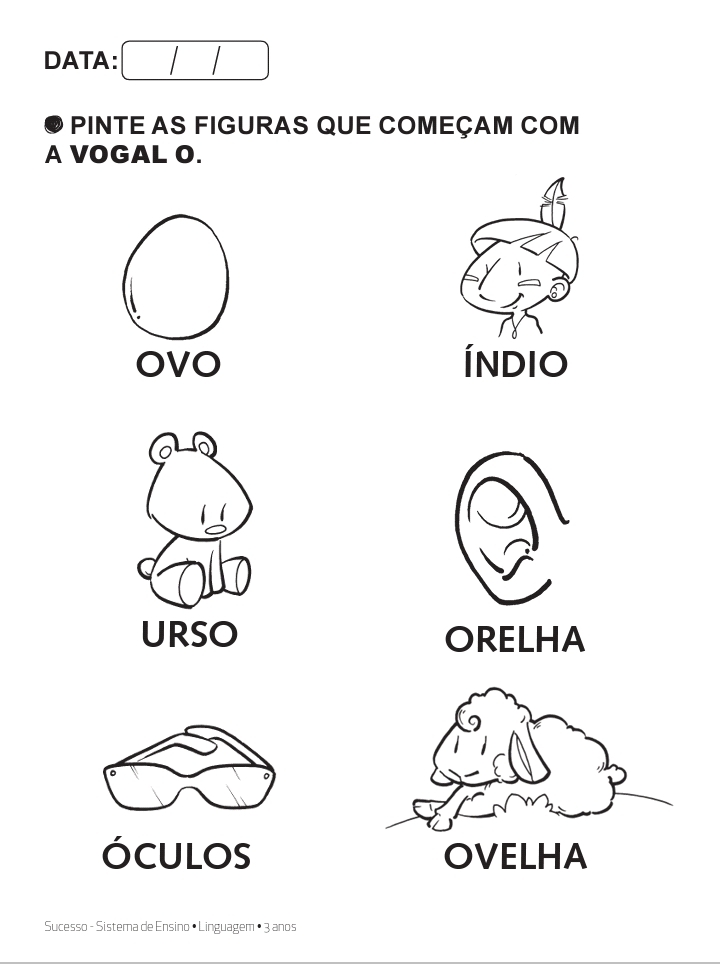 DATA: / /
PINTE AS FIGURAS QUE COMEÇAM COM
A VOGAL O.
OVO
ÍNDIO
URSO
ORELHA
ÓCULOS
OVELHA
Sucesso - Sistema de Ensino • Linguagem • 3 anos